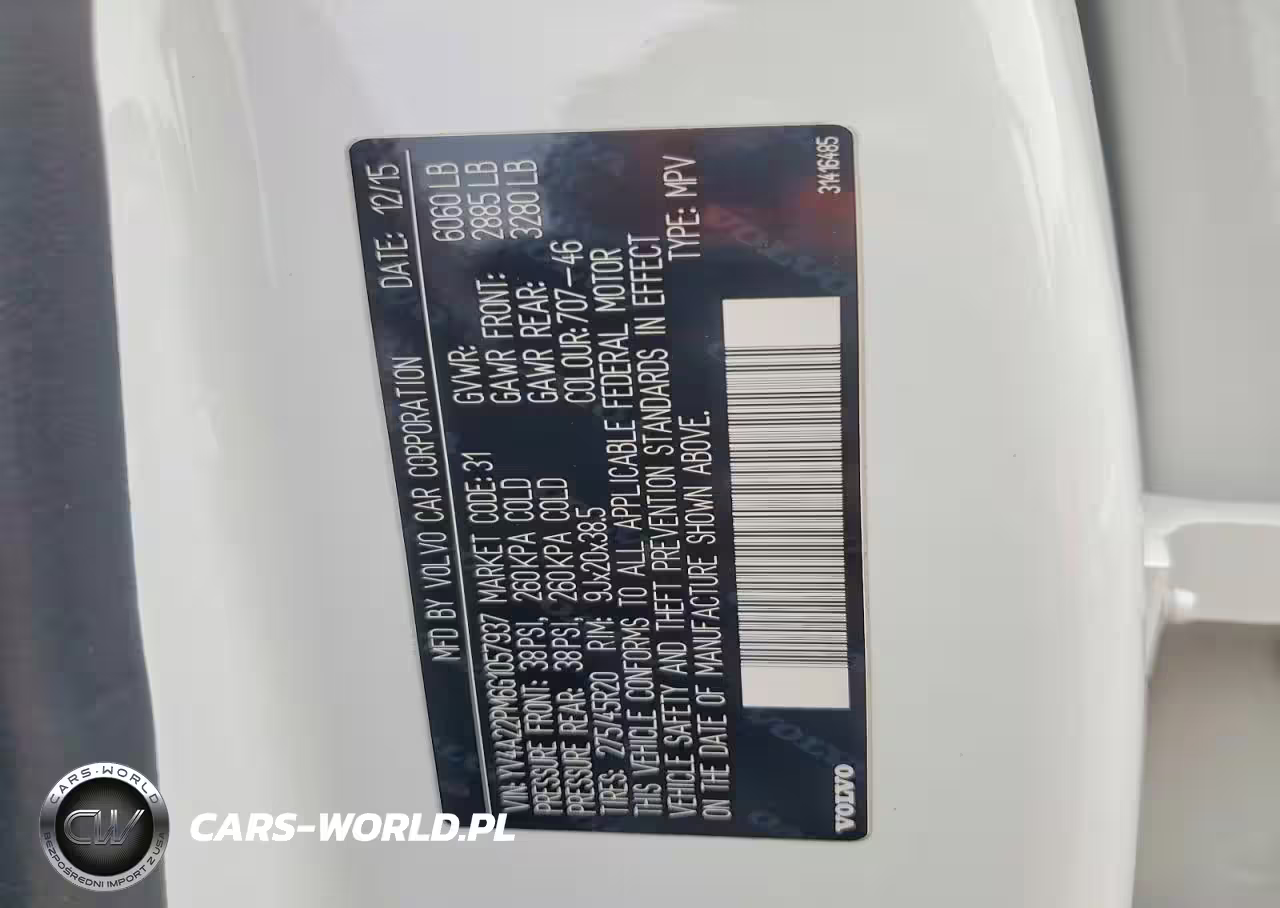 MFD BY VOLVO CAR CORPORATION DATE: 12/15
VIN: YV4A22PM6G1057937 MARKET CODE: 31 GVWR: 6060 LB
PRESSURE FRONT: 38PSI, 260KPA COLD GAWR FRONT: 2885 LB
PRESSURE REAR: 38PSI, 260KPA COLD GAWR REAR: 3280 LB
TIRES: 275/45R20 RIM: 9Jx20x38.5 COLOUR: 707-46
THIS VEHICLE CONFORMS TO ALL APPLICABLE FEDERAL MOTOR
VEHICLE SAFETY AND THEFT PREVENTION STANDARDS IN EFFECT
ON THE DATE OF MANUFACTURE SHOWN ABOVE. TYPE: MPV
VOLVO 31416485
CARS-WORLD
CW
BEZPOŚREDNI IMPORT Z USA
CARS-WORLD.PL